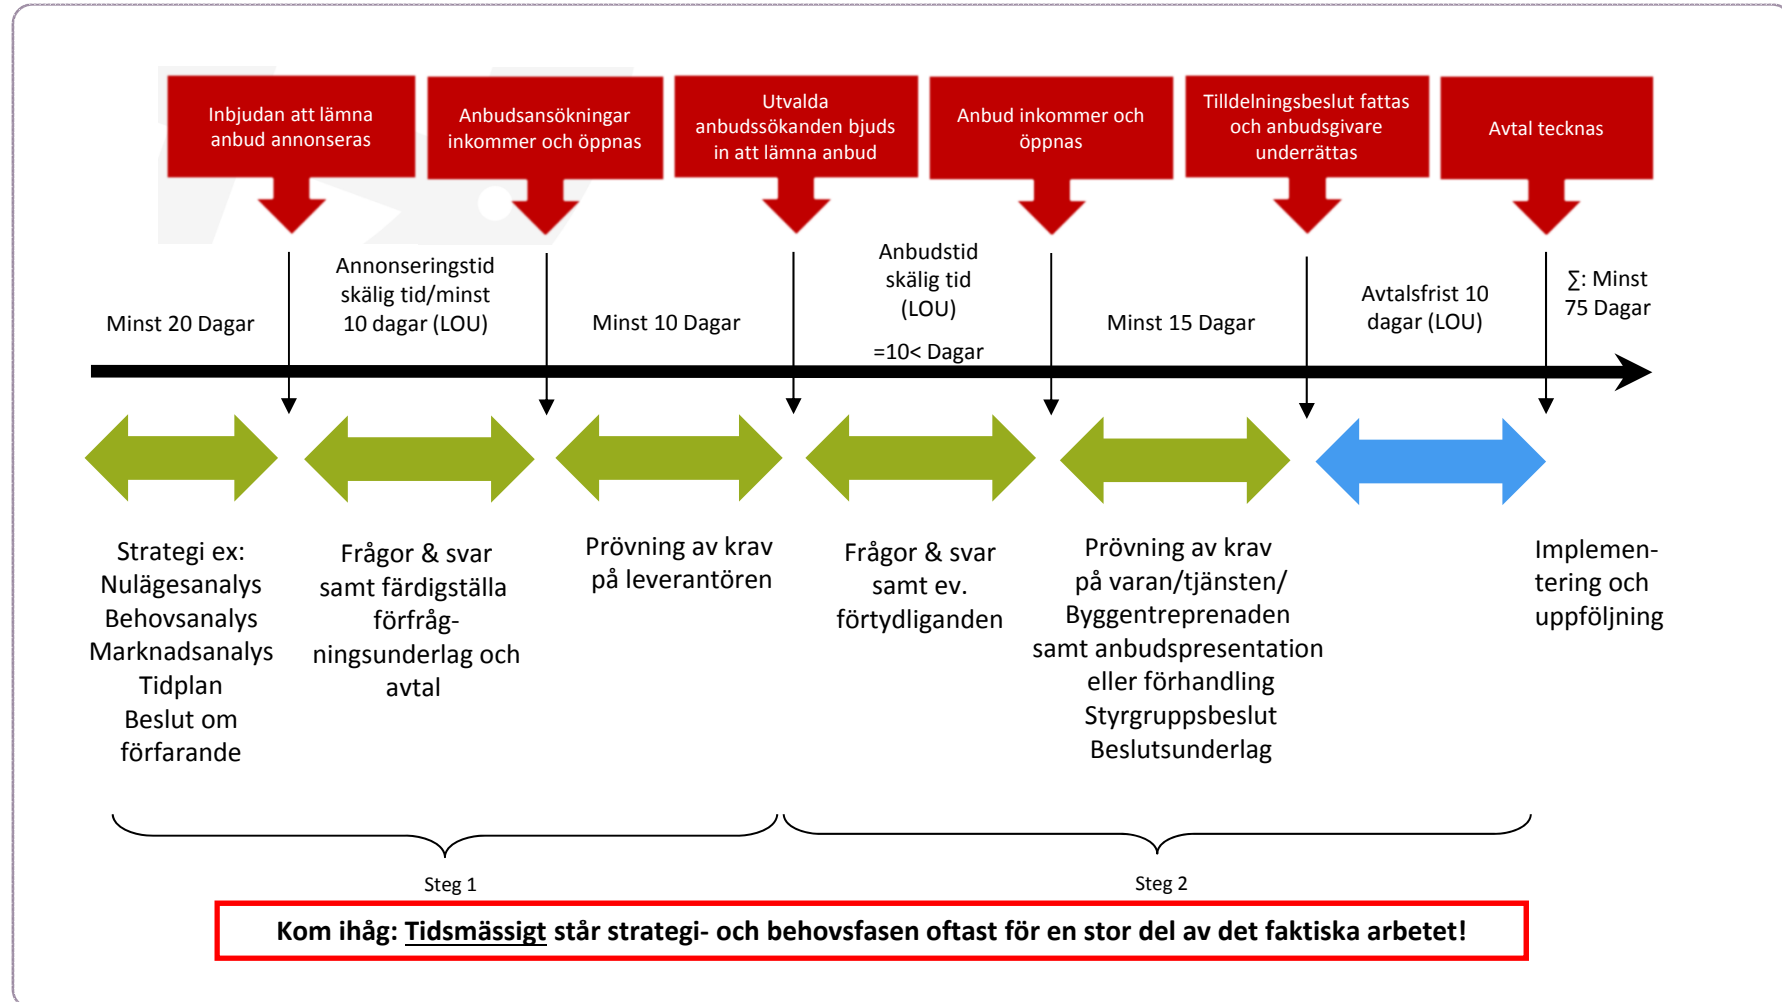 Inbjudan att lämna
anbud annonseras
Anbudsansökningar
inkommer och öppnas
Utvalda
anbudssökanden bjuds
in att lämna anbud
Anbud inkommer och
öppnas
Tilldelningsbeslut fattas
och anbudsgivare
underrättas
Avtal tecknas
Minst 20 Dagar
Annonseringstid
skälig tid/minst
10 dagar (LOU)
Minst 10 Dagar
Anbudstid
skälig tid
(LOU)
=10< Dagar
Minst 15 Dagar
Avtalsfrist 10
dagar (LOU)
∑: Minst
75 Dagar
Strategi ex:
Nulägesanalys
Behovsanalys
Marknadsanalys
Tidplan
Beslut om
förfarande
Frågor & svar
samt färdigställa
förfråg-
ningsunderlag och
avtal
Prövning av krav
på leverantören
Frågor & svar
samt ev.
förtydliganden
Prövning av krav
på varan/tjänsten/
Byggentreprenaden
samt anbudspresentation
eller förhandling
Styrgruppsbeslut
Beslutsunderlag
Implemen-
tering och
uppföljning
Steg 1
Steg 2
Kom ihåg: Tidsmässigt står strategi- och behovsfasen oftast för en stor del av det faktiska arbetet!